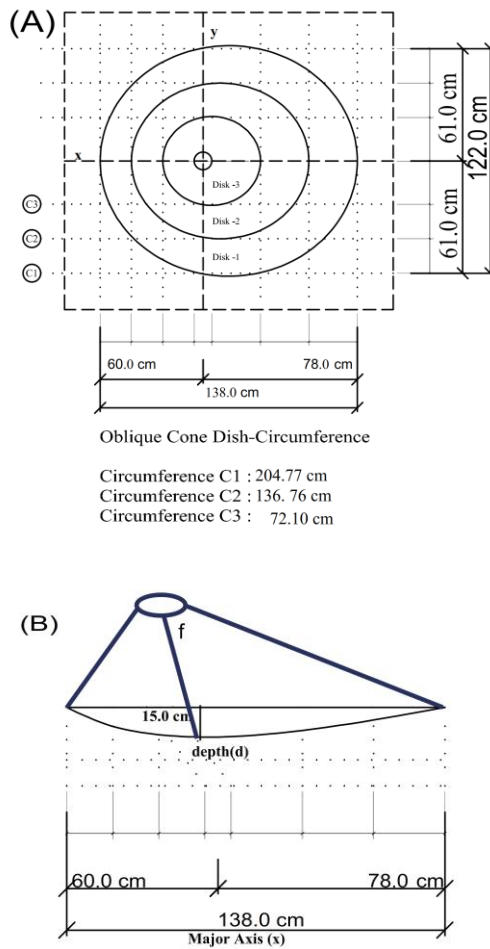 (A)
y
x
Disk -3
Disk -2
Disk -1
C3
C2
C1
61.0 cm
61.0 cm
122.0 cm
60.0 cm
78.0 cm
138.0 cm
Oblique Cone Dish-Circumference
Circumference C1 : 204.77 cm
Circumference C2 : 136. 76 cm
Circumference C3 : 72.10 cm
(B)
f
15.0 cm
depth(d)
60.0 cm
78.0 cm
138.0 cm
Major Axis (x)